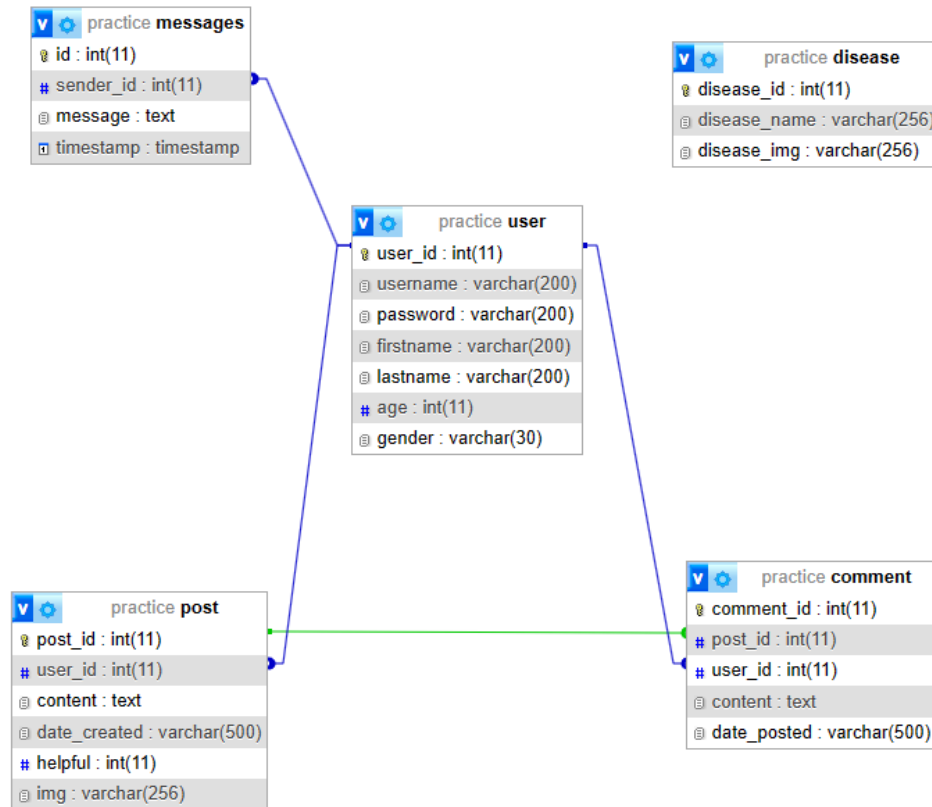 practice messages
id : int(11)
sender_id : int(11)
message : text
timestamp : timestamp
practice disease
disease_id : int(11)
disease_name : varchar(256)
disease_img : varchar(256)
practice user
user_id : int(11)
username : varchar(200)
password : varchar(200)
firstname : varchar(200)
lastname : varchar(200)
age : int(11)
gender : varchar(30)
practice post
post_id : int(11)
user_id : int(11)
content : text
date_created : varchar(500)
helpful : int(11)
img : varchar(256)
practice comment
comment_id : int(11)
post_id : int(11)
user_id : int(11)
content : text
date_posted : varchar(500)